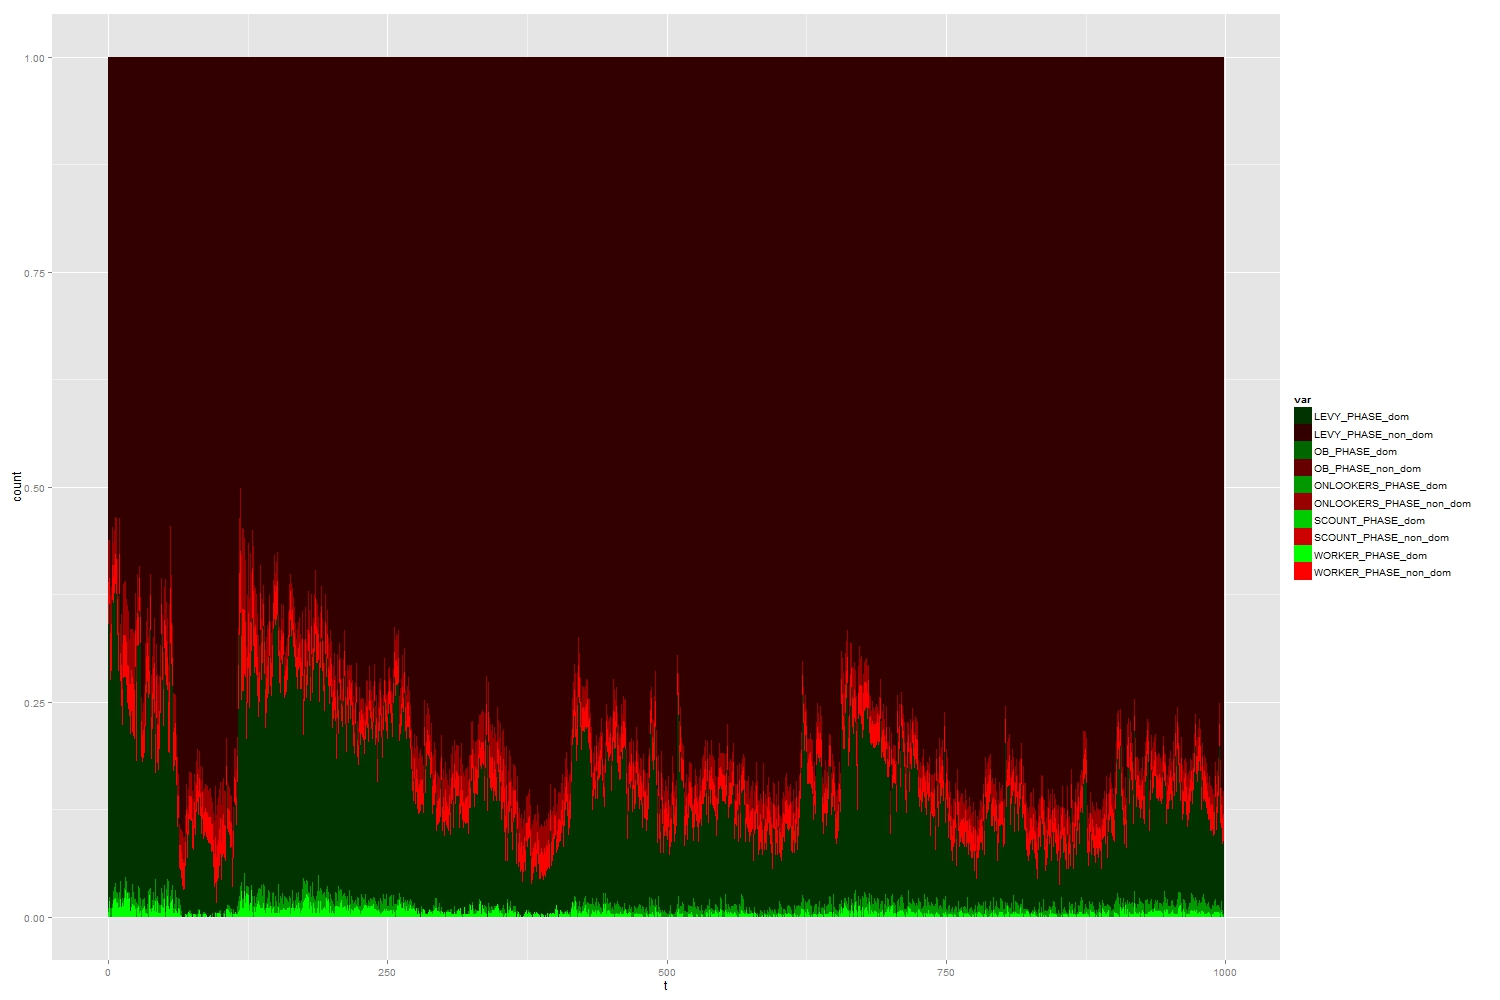 1.00
0.75
0.50
0.25
0.00
count
0
250
500
750
1000
t
var
LEVY_PHASE_dom
LEVY_PHASE_non_dom
OB_PHASE_dom
OB_PHASE_non_dom
ONLOOKERS_PHASE_dom
ONLOOKERS_PHASE_non_dom
SCOUNT_PHASE_dom
SCOUNT_PHASE_non_dom
WORKER_PHASE_dom
WORKER_PHASE_non_dom